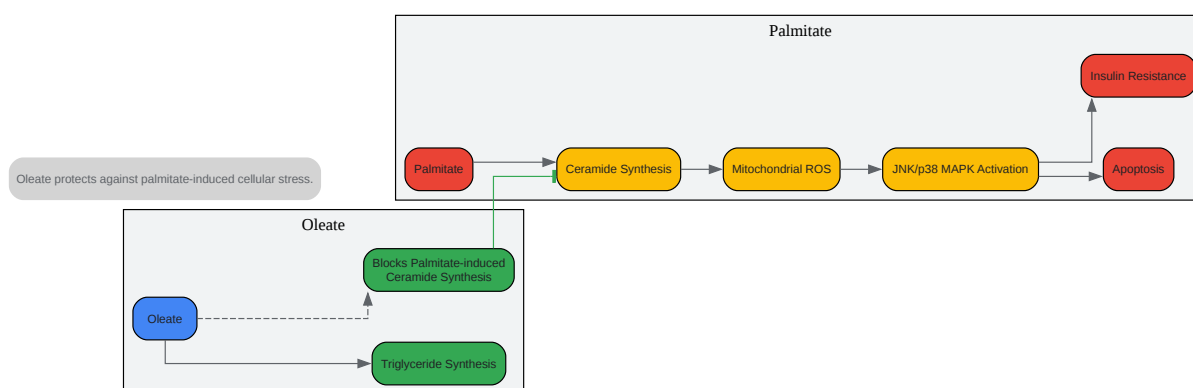 Palmitate
Insulin Resistance
Palmitate
Ceramide Synthesis
Mitochondrial ROS
JNK/p38 MAPK Activation
Apoptosis
Oleate protects against palmitate-induced cellular stress.
Oleate
Blocks Palmitate-induced
Ceramide Synthesis
Oleate
Triglyceride Synthesis